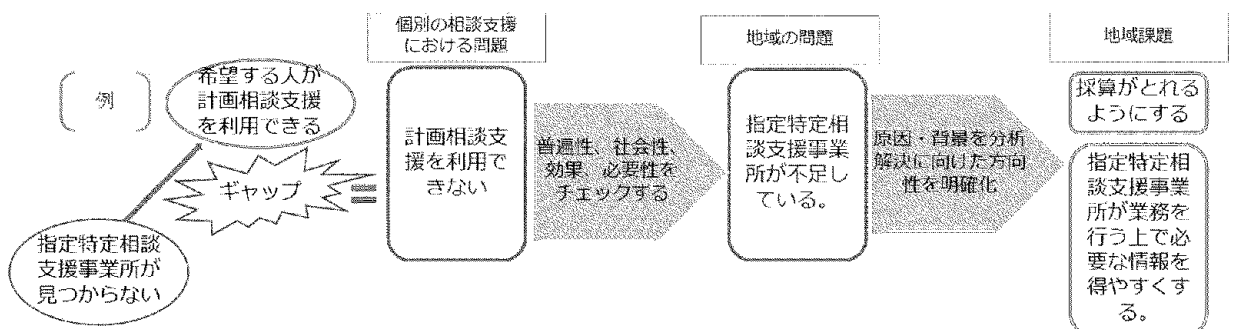 例
希望する人が
計画相談支援
を利用できる
ギャップ
指定特定相談
支援事業所が
見つからない
個別の相談支援
における問題
計画相談支
援を利用で
きない
普遍性、社会性、
効果、必要性を
チェックする
地域の問題
指定特定相
談支援事業
所が不足し
ている。
原因・背景を分析
解決に向けた方向
性を明確化
地域課題
採算がとれる
ようにする
指定特定相
談支援事業
所が業務を
行う上で必
要な情報を
得やすくす
る。